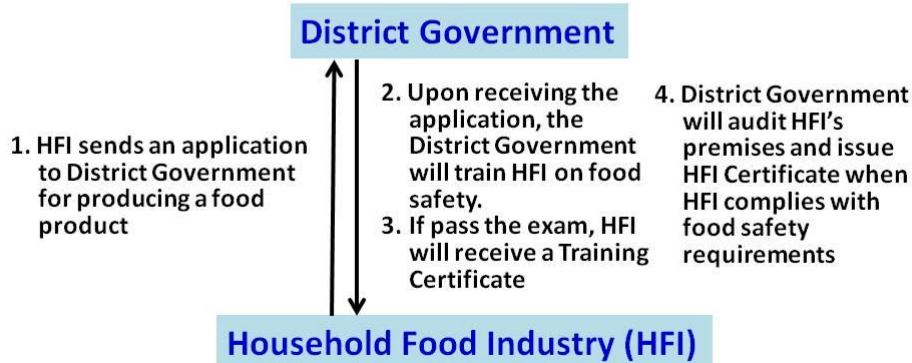 District Government
1. HFI sends an application
to District Government
for producing a food
product
2. Upon receiving the
application, the
District Government
will train HFI on food
safety.
3. If pass the exam, HFI
will receive a Training
Certificate
4. District Government
will audit HFI's
premises and issue
HFI Certificate when
HFI complies with
food safety
requirements
Household Food Industry (HFI)